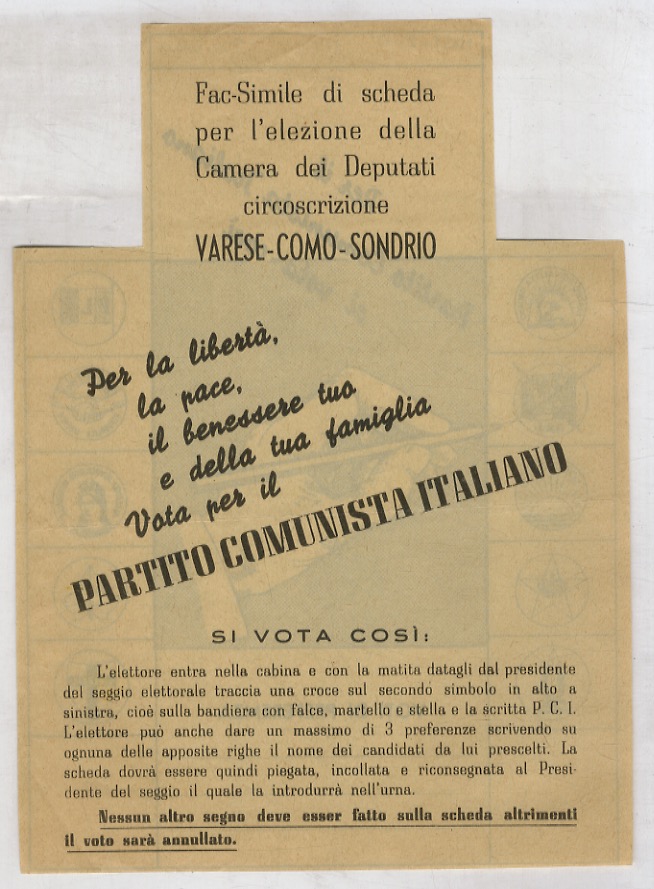 Fac-Simile di scheda
per l'elezione della
Camera dei Deputati
circoscrizione
VARESE-COMO-SONDRIO
Per la libertà,
la pace,
il benessere tuo
e della tua famiglia
Vota per il
PARTITO COMUNISTA ITALIANO
SI VOTA COSÌ:
L'elettore entra nella cabina e con la matita datagli dal presidente
del seggio elettorale traccia una croce sul secondo simbolo in alto a
sinistra, cioè sulla bandiera con falce, martello e stella e la scritta P. C. I.
L'elettore può anche dare un massimo di 3 preferenze scrivendo su
ognuna delle apposite righe il nome dei candidati da lui prescelti. La
scheda dovrà essere quindi piegata, incollata e riconsegnata al Presi-
dente del seggio il quale la introdurrà nell'urna.
Nessun altro segno deve esser fatto sulla scheda altrimenti
il voto sarà annullato.